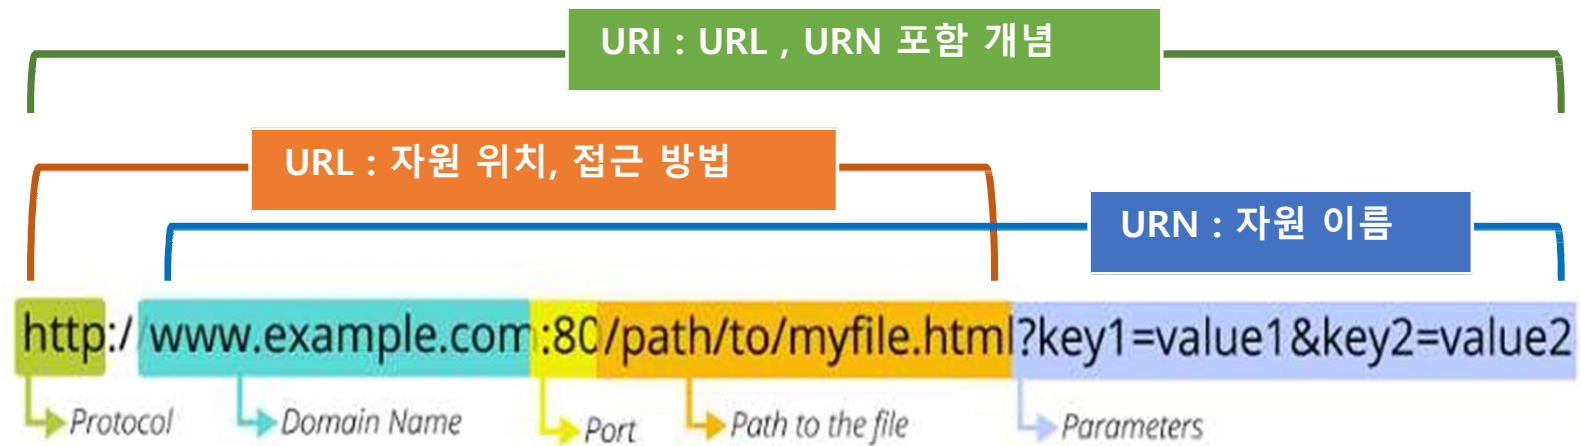 URI : URL , URN 포함 개념
URL : 자원 위치, 접근 방법
URN : 자원 이름
http:/ www.example.com:80/path/to/myfile.html?key1=value1&key2=value2
Protocol Domain Name Port Path to the file Parameters